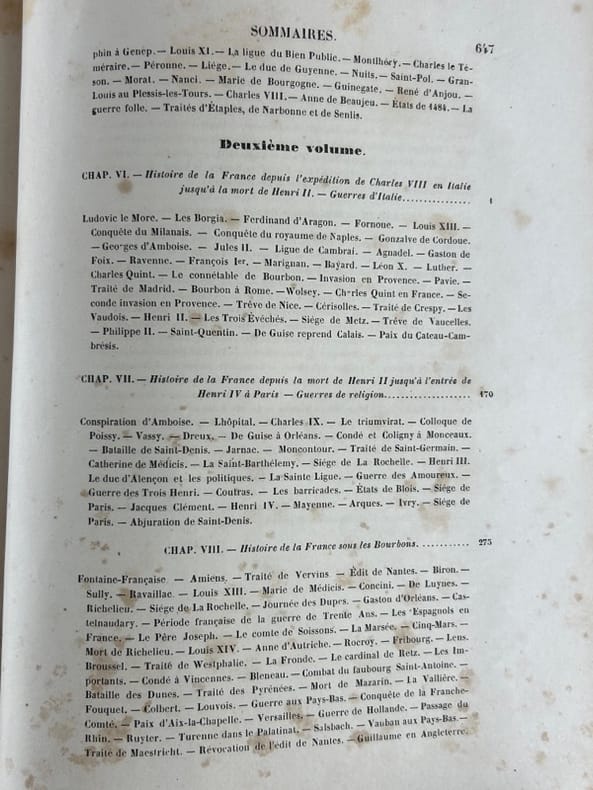 SOMMAIRES.
647
phin à Genep. — Louis XI. — La ligue du Bien Public. — Montlhéry. — Charles le Té-
méraire. — Péronne. — Liége. — Le duc de Guyenne. — Nuits. — Saint-Pol. — Gran-
son. — Morat. — Nanci. — Marie de Bourgogne. — Guinegate. — René d'Anjou. —
Louis au Plessis-les-Tours. — Charles VIII. — Anne de Beaujeu. — États de 1484. — La
guerre folle. — Traités d'Étaples, de Narbonne et de Senlis.
Deuxième volume.
CHAP. VI. — Histoire de la France depuis l'expédition de Charles VIII en Italie
jusqu'à la mort de Henri II. — Guerres d'Italie................ 1
Ludovic le More. — Les Borgia. — Ferdinand d'Aragon. — Fornoue. — Louis XIII. —
Conquête du Milanais. — Conquête du royaume de Naples. — Gonzalve de Cordoue.
— Georges d'Amboise. — Jules II. — Ligue de Cambrai. — Agnadel. — Gaston de
Foix. — Ravenne. — François Ier. — Marignan. — Bayard. — Léon X. — Luther. —
Charles Quint. — Le connétable de Bourbon. — Invasion en Provence. — Pavie. —
Traité de Madrid. — Bourbon à Rome. — Wolsey. — Charles Quint en France. — Se-
conde invasion en Provence. — Trêve de Nice. — Cérisolles. — Traité de Crespy. — Les
Vaudois. — Henri II. — Les Trois Évêchés. — Siége de Metz. — Trêve de Vaucelles.
— Philippe II. — Saint-Quentin. — De Guise reprend Calais. — Paix du Cateau-Cam-
brésis.
CHAP. VII. — Histoire de la France depuis la mort de Henri II jusqu'à l'entrée de
Henri IV à Paris — Guerres de religion.................... 170
Conspiration d'Amboise. — Lhôpital. — Charles IX. — Le triumvirat. — Colloque de
Poissy. — Vassy. — Dreux. — De Guise à Orléans. — Condé et Coligny à Monceaux.
— Bataille de Saint-Denis. — Jarnac. — Moncontour. — Traité de Saint-Germain. —
Catherine de Médicis. — La Saint-Barthélemy. — Siége de La Rochelle. — Henri III.
Le duc d'Alençon et les politiques. — La Sainte Ligue. — Guerre des Amoureux. —
Guerre des Trois Henri. — Coutras. — Les barricades. — États de Blois. — Siége de
Paris. — Jacques Clément. — Henri IV. — Mayenne. — Arques. — Ivry. — Siége de
Paris. — Abjuration de Saint-Denis.
CHAP. VIII. — Histoire de la France sous les Bourbons. ........... 275
Fontaine-Française — Amiens. — Traité de Vervins — Édit de Nantes. — Biron. —
Sully. — Ravaillac — Louis XIII. — Marie de Médicis. — Concini. — De Luynes. —
Richelieu. — Siége de La Rochelle. — Journée des Dupes. — Gaston d'Orléans. — Cas-
telnaudary. — Période française de la guerre de Trente Ans. — Les Espagnols en
France. — Le Père Joseph. — Le comte de Soissons. — La Marsée. — Cinq-Mars. —
Mort de Richelieu. — Louis XIV. — Anne d'Autriche. — Rocroy. — Fribourg. — Lens.
Broussel. — Traité de Westphalie. — La Fronde. — Le cardinal de Retz. — Les Im-
portants. — Condé à Vincennes. — Bleneau. — Combat du faubourg Saint-Antoine. —
Bataille des Dunes. — Traité des Pyrénées. — Mort de Mazarin. — La Vallière. —
Fouquet. — Colbert. — Louvois. — Guerre aux Pays-Bas. — Conquête de la Franche-
Comté. — Paix d'Aix-la-Chapelle. — Versailles. — Guerre de Hollande. — Passage du
Rhin. — Ruyter. — Turenne dans le Palatinat. — Salsbach. — Vauban aux Pays-Bas. —
Traité de Maestricht. — Révocation de l'édit de Nantes. — Guillaume en Angleterre.